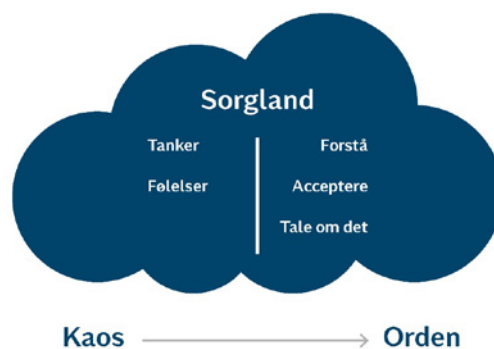 Sorgland
Tanker
Følelser
Forstå
Acceptere
Tale om det
Kaos
Orden